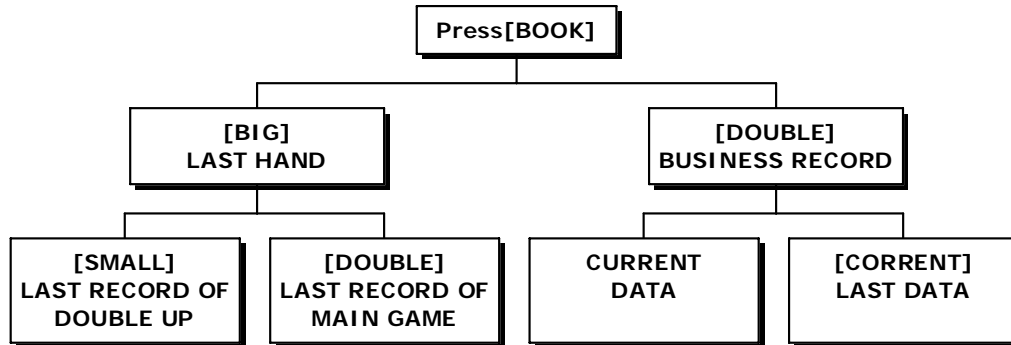 Press[BOOK]
[BIG]
LAST HAND
[DOUBLE]
BUSINESS RECORD
[SMALL]
LAST RECORD OF
DOUBLE UP
[DOUBLE]
LAST RECORD OF
MAIN GAME
CURRENT
DATA
[CORRENT]
LAST DATA